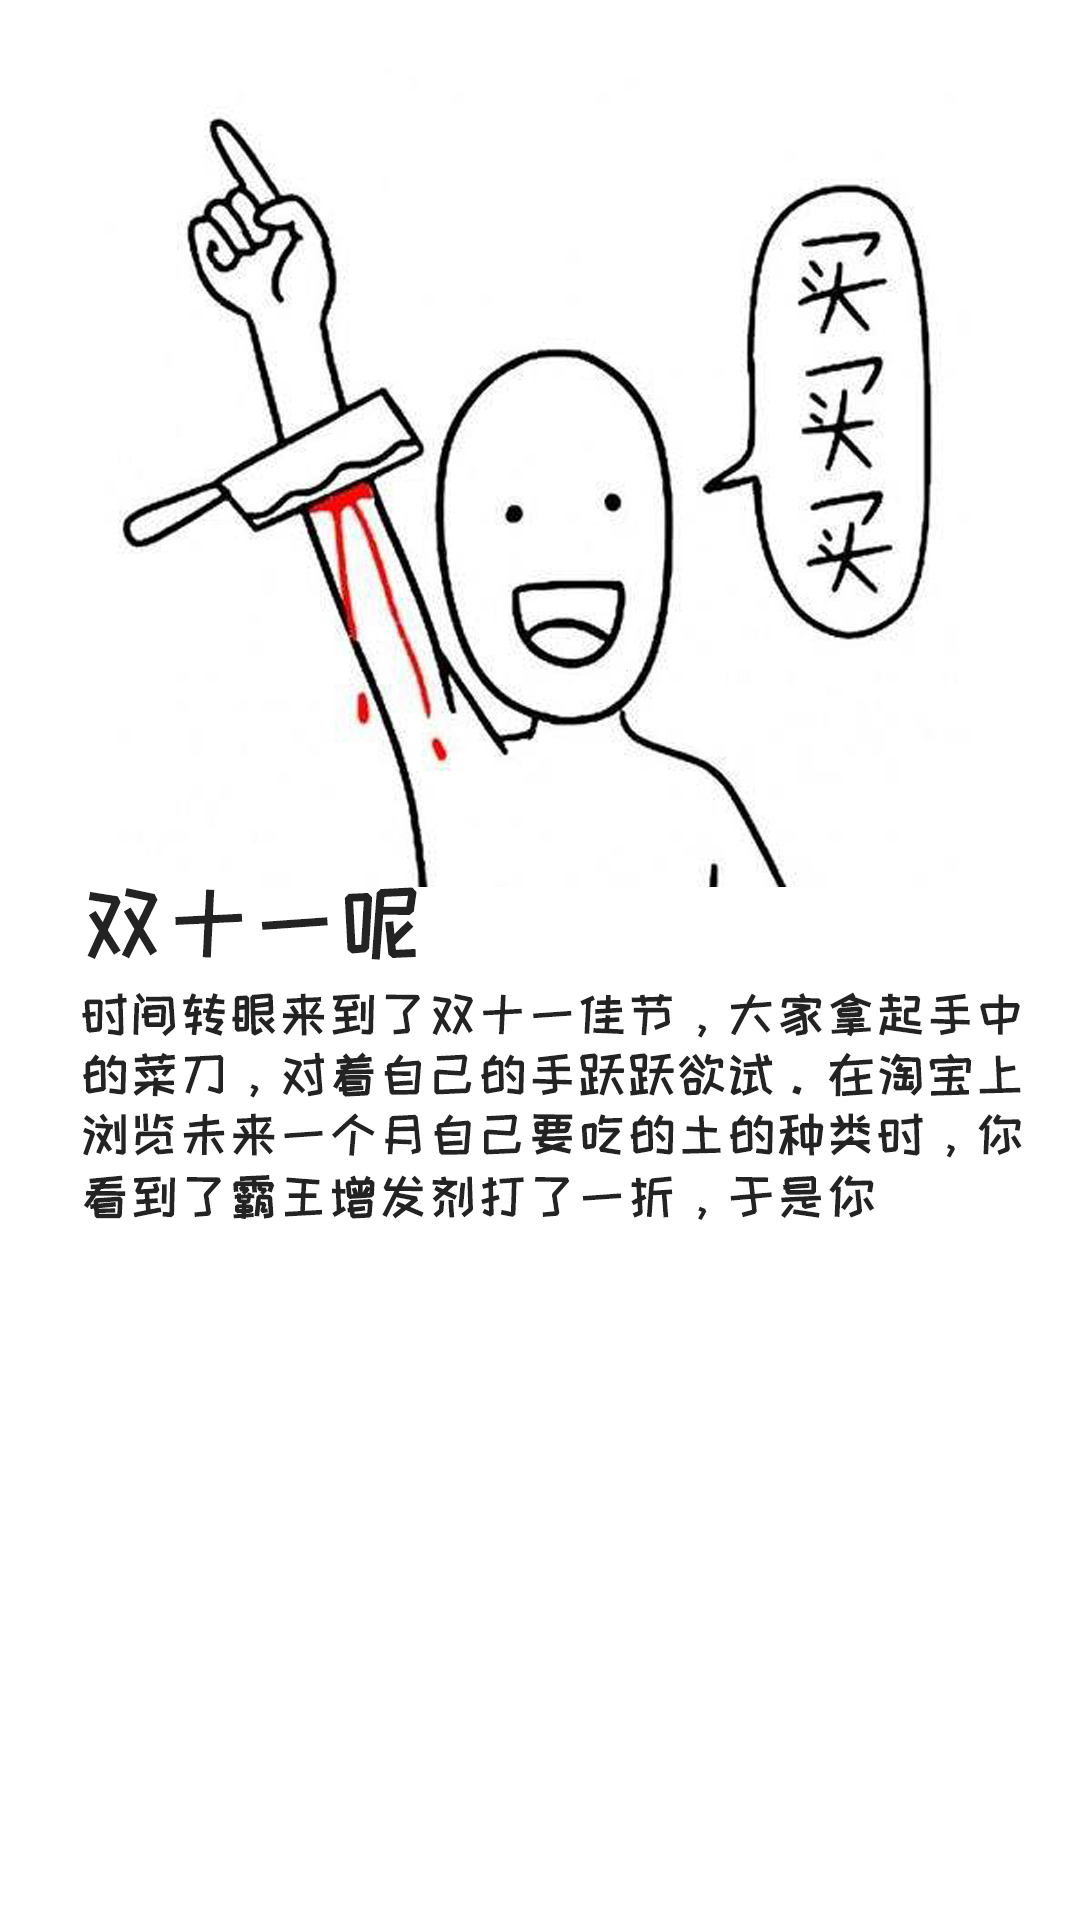 买
买
买
双十一呢
时间转眼来到了双十一佳节，大家拿起手中
的菜刀，对着自己的手跃跃欲试．在淘宝上
浏览未来一个月自己要吃的土的种类时，你
看到了霸王增发剂打了一折，于是你